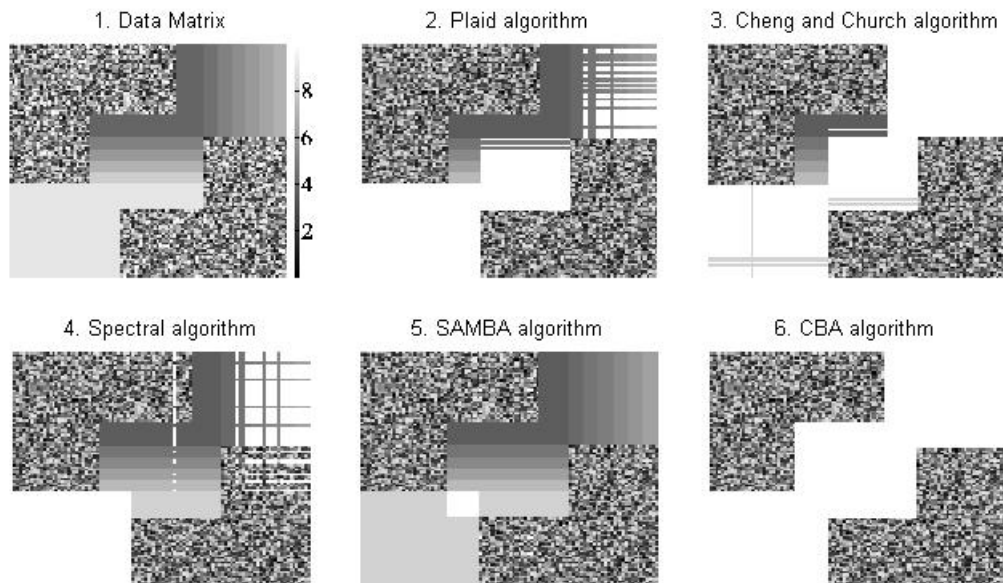 1. Data Matrix
2. Plaid algorithm
3. Cheng and Church algorithm
8
6
4
2
4. Spectral algorithm
5. SAMBA algorithm
6. CBA algorithm